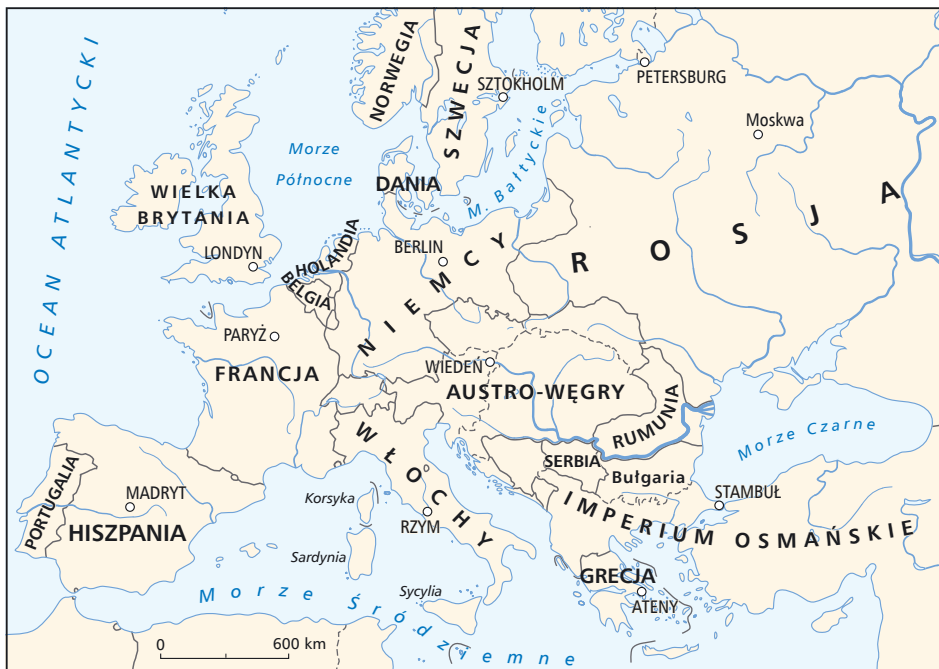 OCEAN ATLANTYCKI
NORWEGIA
SZWECJA
SZTOKHOLM
PETERSBURG
Moskwa
Morze
Północne
M. Bałtyckie
DANIA
WIELKA
BRYTANIA
LONDYN
HOLANDIA
BELGIA
BERLIN
NIEMCY
ROSJA
PARYŻ
FRANCJA
WIEDEŃ
AUSTRO-WĘGRY
RUMUNIA
Morze Czarne
WŁOCHY
SERBIA
Bułgaria
PORTUGALIA
MADRYT
HISZPANIA
Korsyka
RZYM
STAMBUŁ
IMPERIUM OSMAŃSKIE
Sardynia
GRECJA
ATENY
Sycylia
Morze Śródziemne
0 600 km